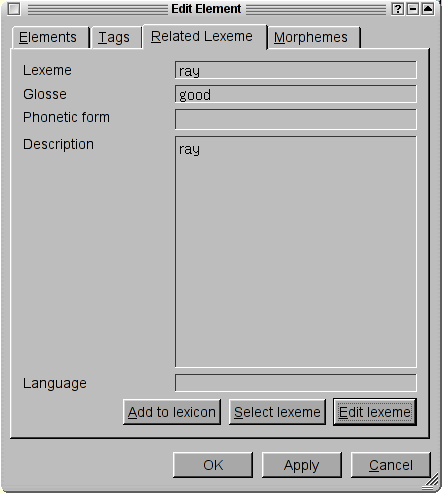 Edit Element
Elements Tags Related Lexeme Morphemes
Lexeme ray
Glosse good
Phonetic form
Description ray
Language
Add to lexicon Select lexeme Edit lexeme
OK Apply Cancel